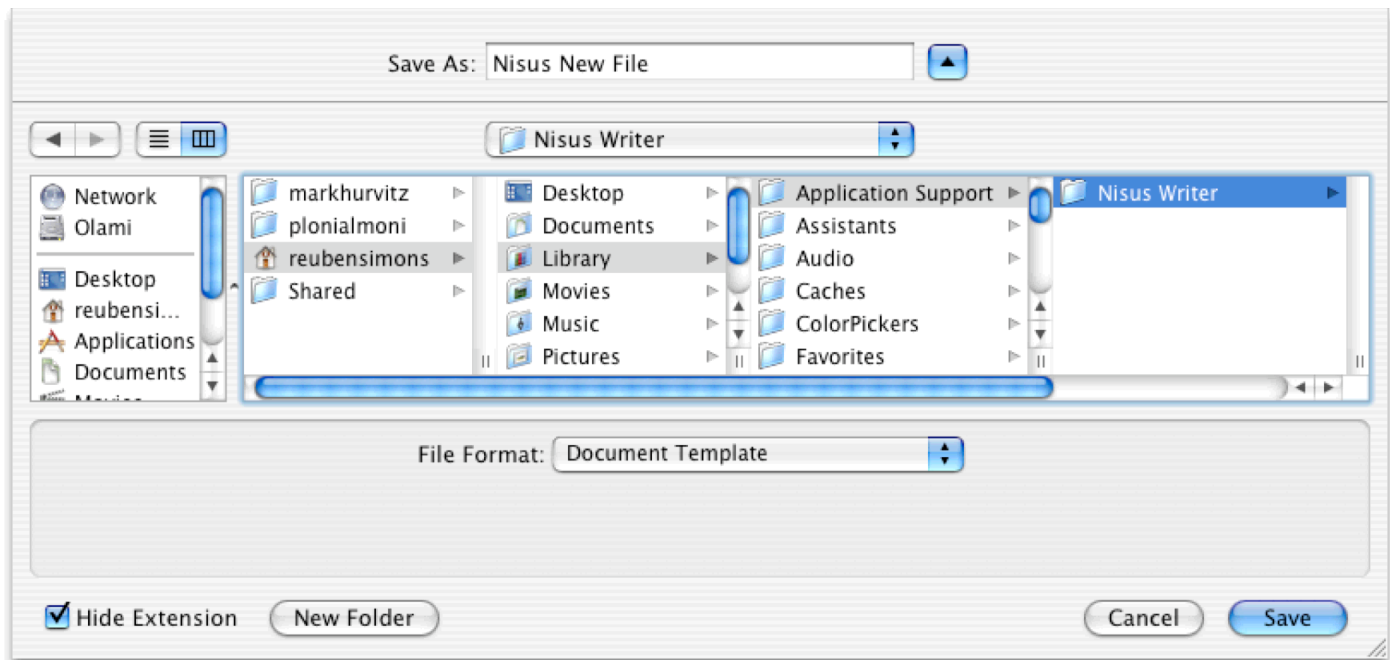 Save As: Nisus New File
Nisus Writer
Network
Olami
Desktop
reubensi...
Applications
Documents
markhurvitz
plonialmoni
reubensimons
Shared
Desktop
Documents
Library
Movies
Music
Pictures
Application Support
Assistants
Audio
Caches
ColorPickers
Favorites
Nisus Writer
File Format: Document Template
Hide Extension
New Folder
Cancel
Save